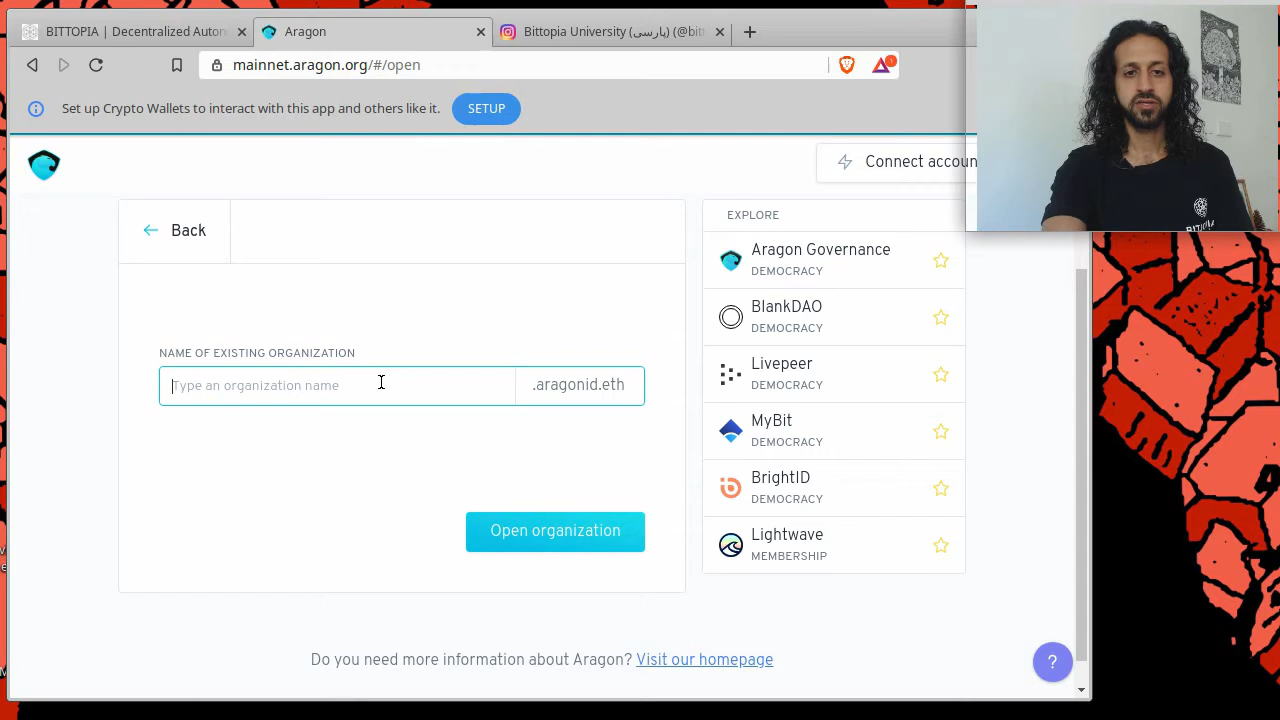 BITTOPIA | Decentralized Auton
Aragon
Bittopia University (پارسی) (@bit
mainnet.aragon.org/#/open
1
Set up Crypto Wallets to interact with this app and others like it.
SETUP
Connect accoun
Back
NAME OF EXISTING ORGANIZATION
Type an organization name
.aragonid.eth
Open organization
EXPLORE
Aragon Governance
DEMOCRACY
BlankDAO
DEMOCRACY
Livepeer
DEMOCRACY
MyBit
DEMOCRACY
BrightID
DEMOCRACY
Lightwave
MEMBERSHIP
Do you need more information about Aragon? Visit our homepage
?